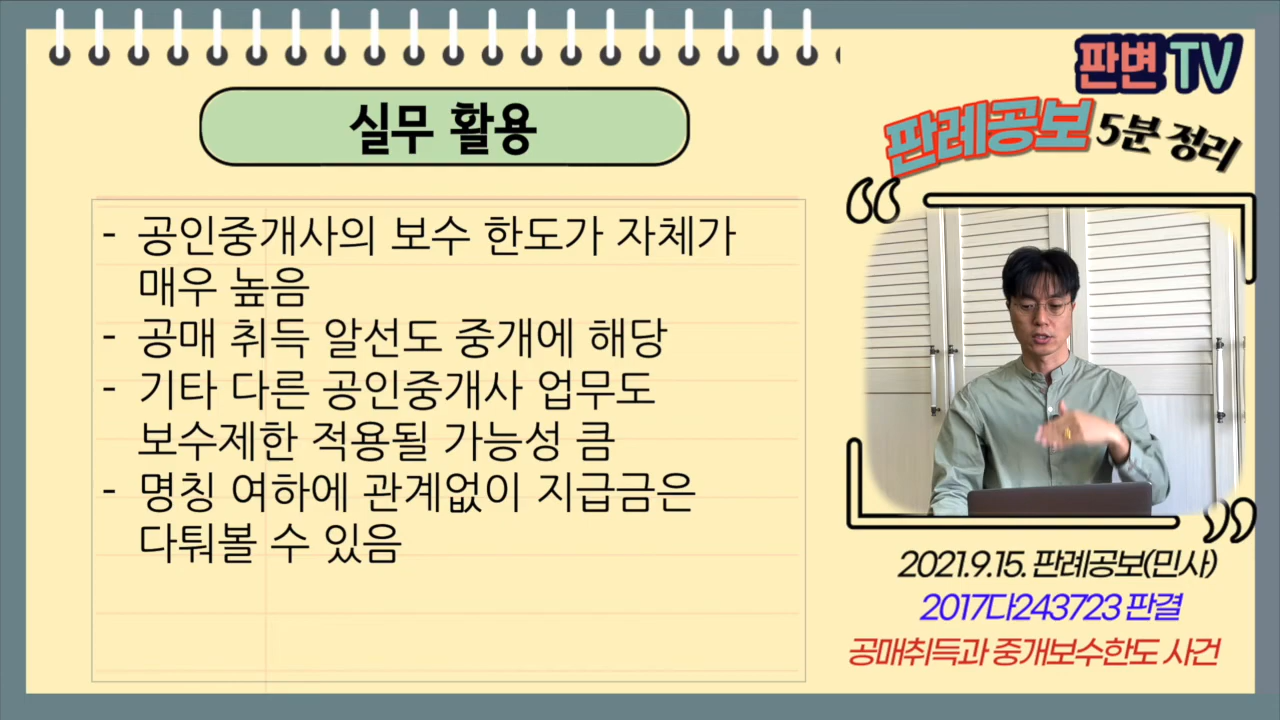 실무 활용
- 공인중개사의 보수 한도가 자체가
매우 높음
- 공매 취득 알선도 중개에 해당
- 기타 다른 공인중개사 업무도
보수제한 적용될 가능성 큼
- 명칭 여하에 관계없이 지급금은
다퉈볼 수 있음
판변 TV
판례공보 5분 정리
2021.9.15. 판례공보(민사)
2017다243723 판결
공매취득과 중개보수한도 사건